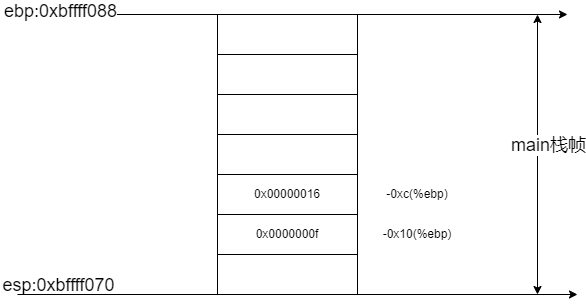 ebp:0xbffff088
main栈帧
0x00000016 -0xc(%ebp)
0x0000000f -0x10(%ebp)
esp:0xbffff070